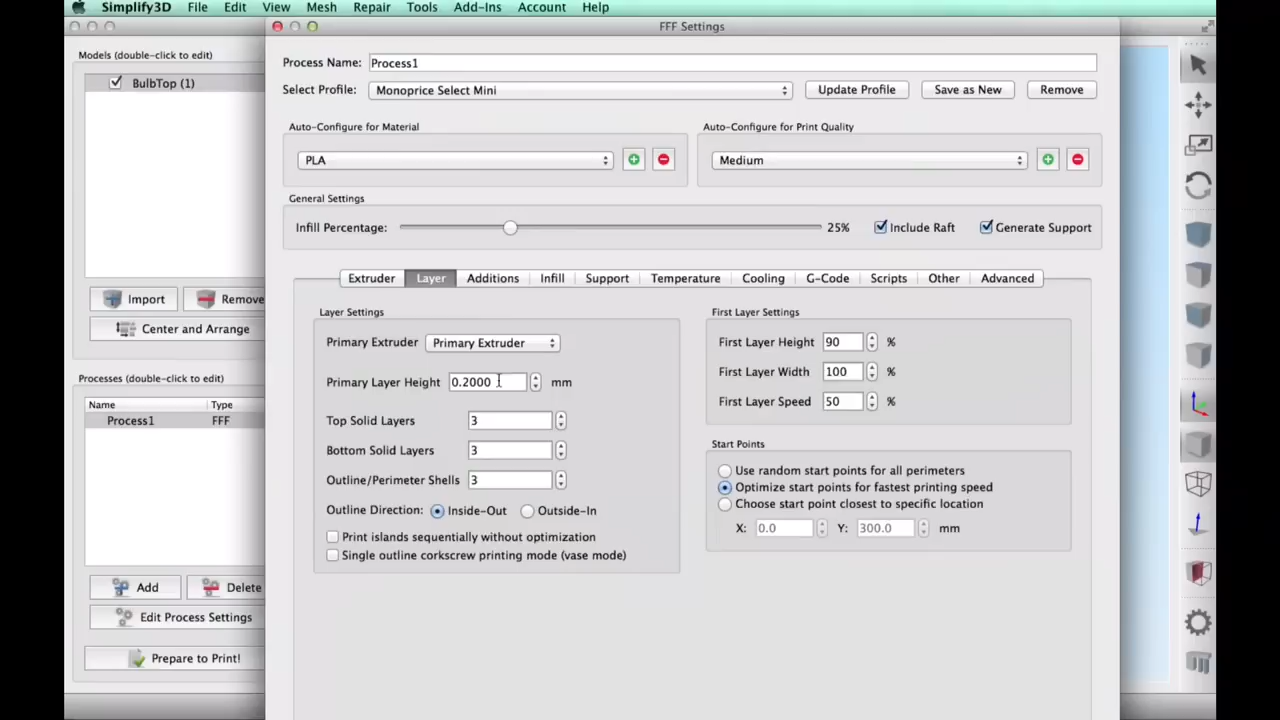 Simplify3D File Edit View Mesh Repair Tools Add-Ins Account Help
FFF Settings
Models (double-click to edit)
BulbTop (1)
Import Remove
Center and Arrange
Processes (double-click to edit)
Name Type
Process1 FFF
Add Delete
Edit Process Settings
Prepare to Print!
Process Name: Process1
Select Profile: Monoprice Select Mini Update Profile Save as New Remove
Auto-Configure for Material
PLA
Auto-Configure for Print Quality
Medium
General Settings
Infill Percentage: 25% Include Raft Generate Support
Extruder Layer Additions Infill Support Temperature Cooling G-Code Scripts Other Advanced
Layer Settings
Primary Extruder Primary Extruder
Primary Layer Height 0.2000 mm
Top Solid Layers 3
Bottom Solid Layers 3
Outline/Perimeter Shells 3
Outline Direction: Inside-Out Outside-In
Print islands sequentially without optimization
Single outline corkscrew printing mode (vase mode)
First Layer Settings
First Layer Height 90 %
First Layer Width 100 %
First Layer Speed 50 %
Start Points
Use random start points for all perimeters
Optimize start points for fastest printing speed
Choose start point closest to specific location
X: 0.0 Y: 300.0 mm